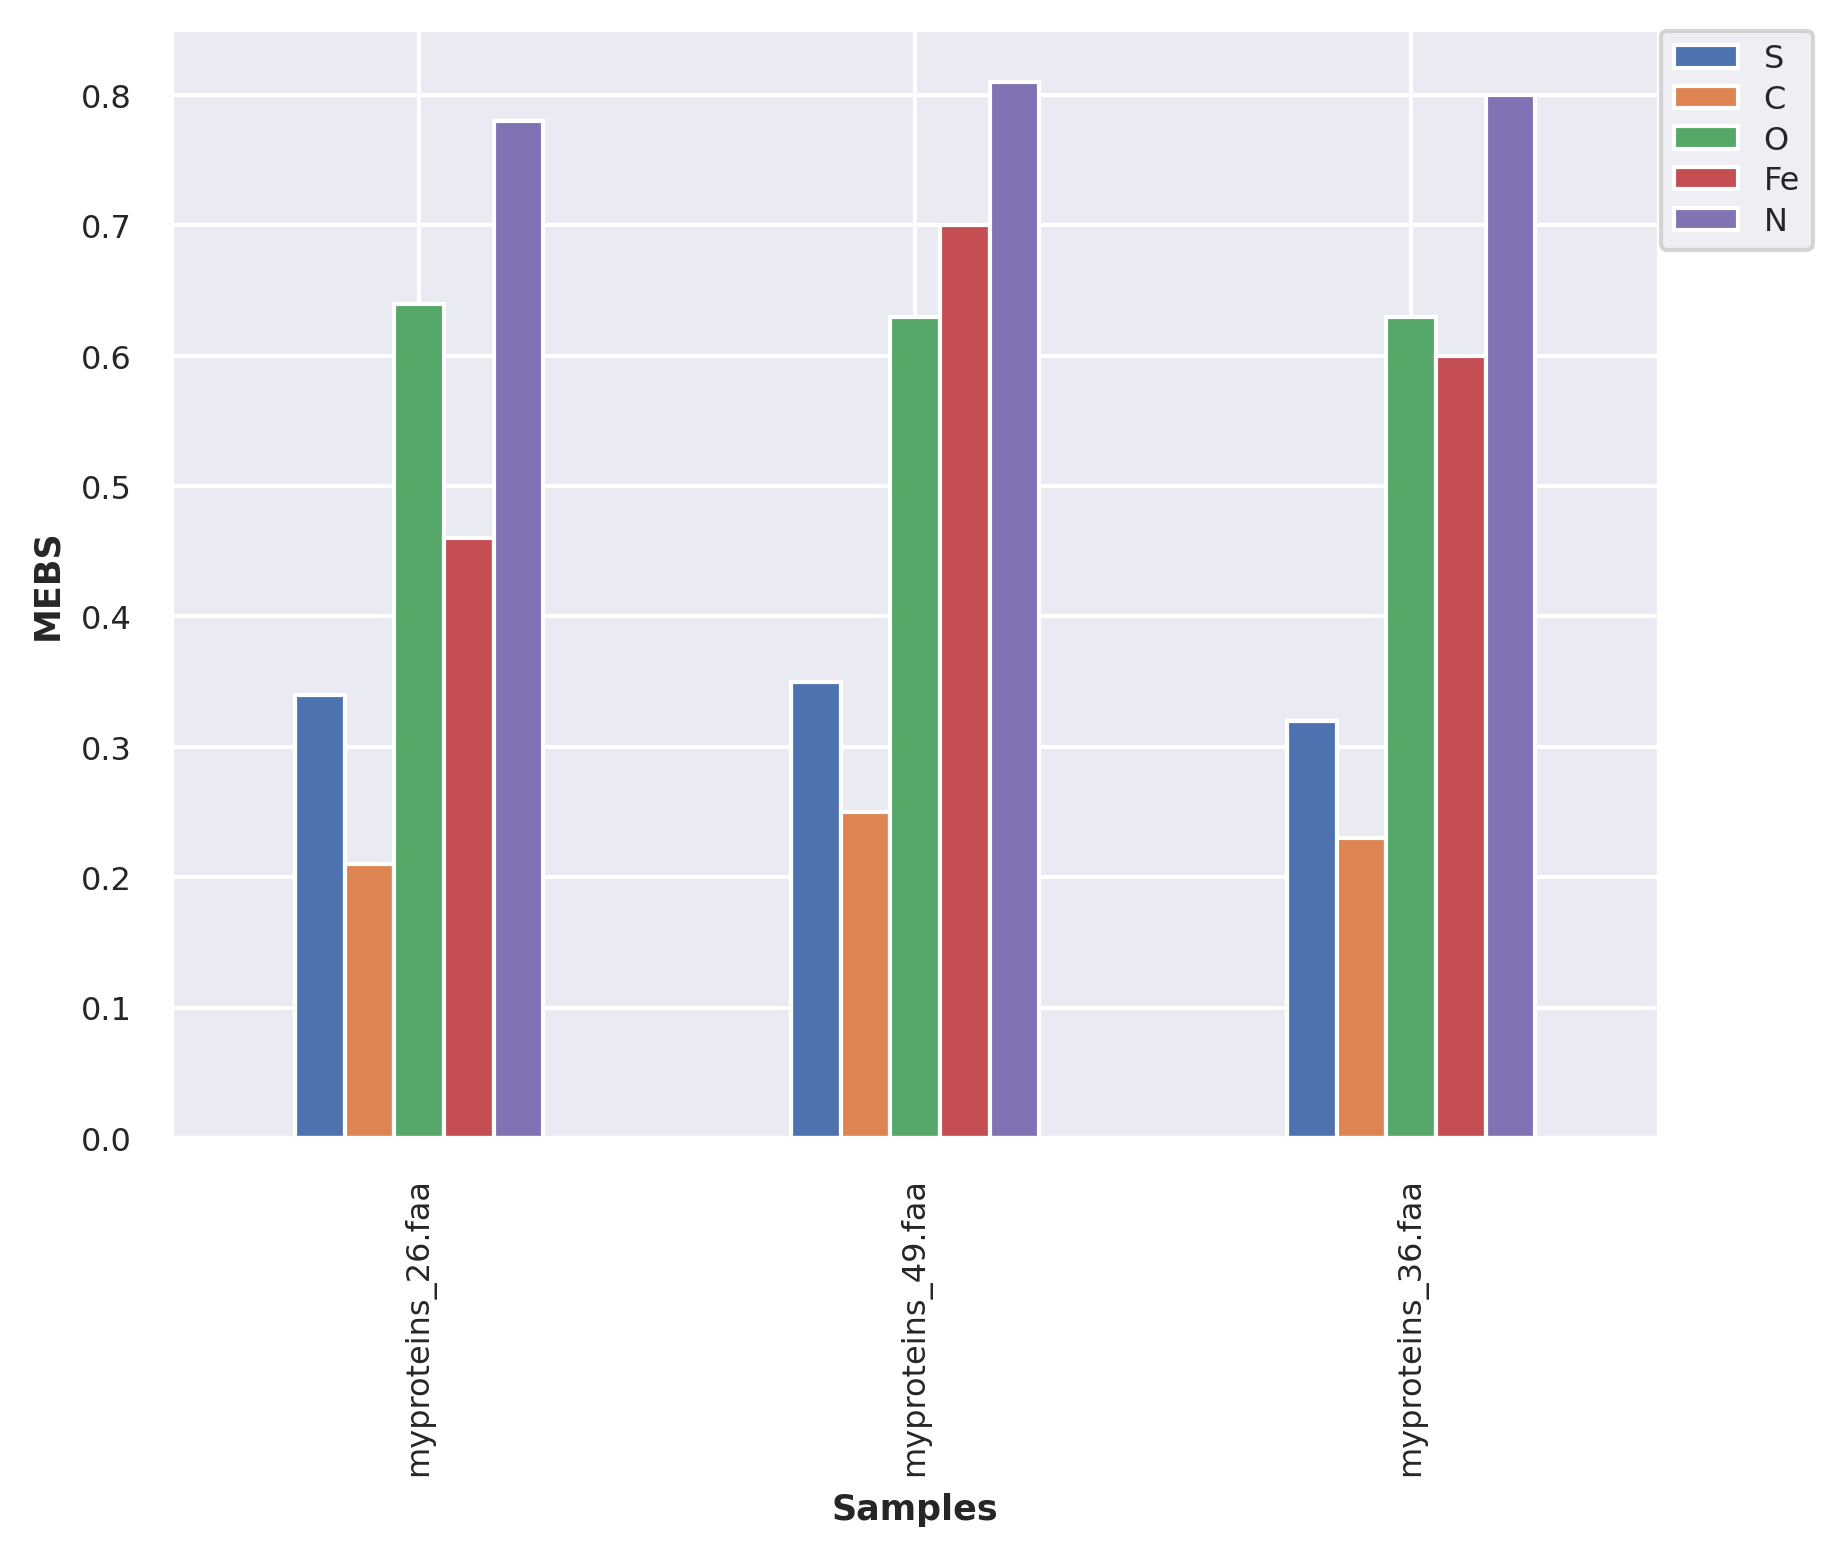 S
C
O
Fe
N
MEBS
0.8
0.7
0.6
0.5
0.4
0.3
0.2
0.1
0.0
myproteins_26.faa
myproteins_49.faa
myproteins_36.faa
Samples